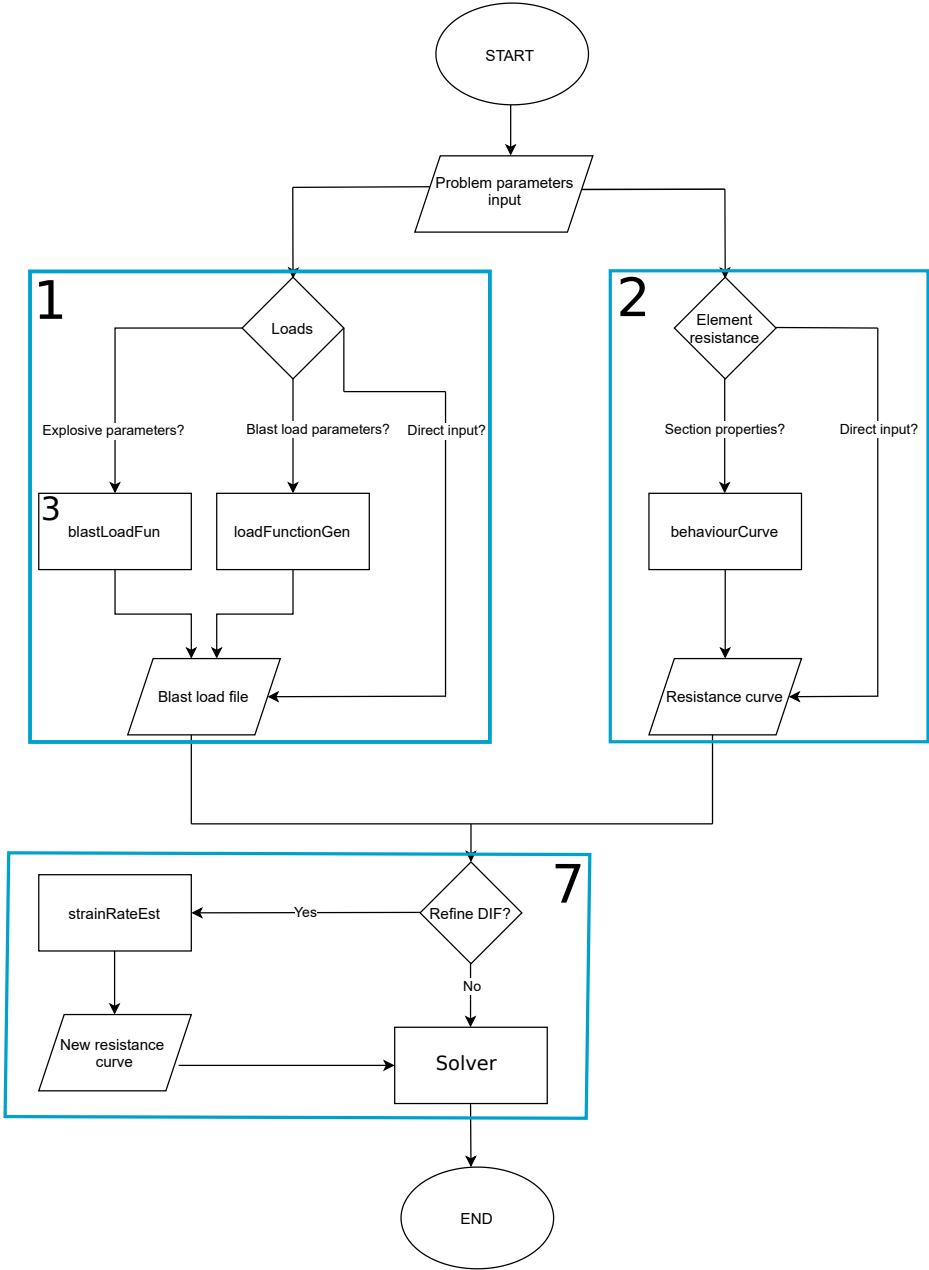 START
Problem parameters
input
1
Loads
2
Element
resistance
Explosive parameters?
Blast load parameters?
Direct input?
Section properties?
Direct input?
3
blastLoadFun
loadFunctionGen
behaviourCurve
Blast load file
Resistance curve
7
strainRateEst
Yes
Refine DIF?
No
New resistance
curve
Solver
END